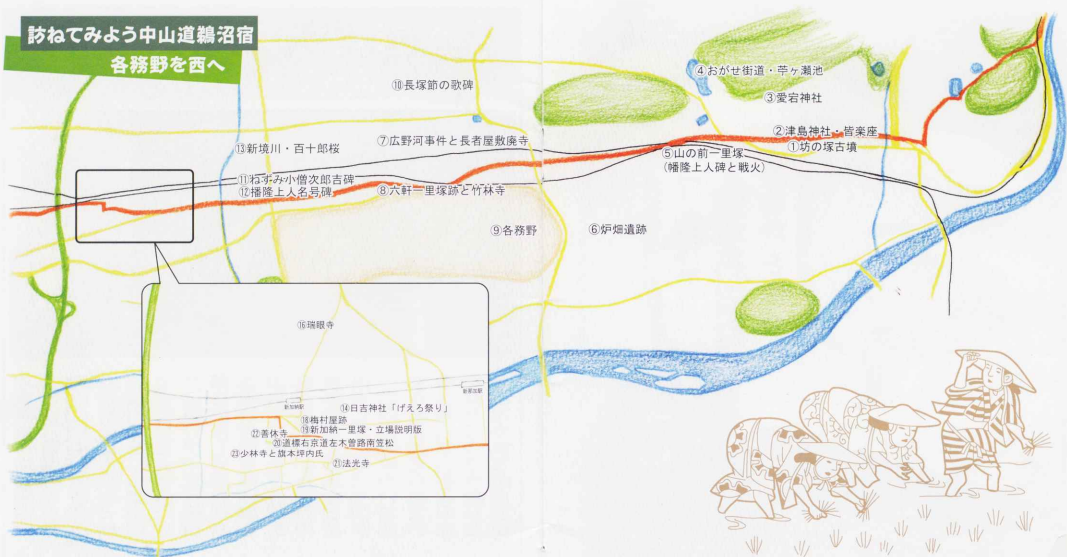 訪ねてみよう中山道鵜沼宿
各務野を西へ
④おがせ街道・苧ヶ瀬池
⑩長塚節の歌碑
③愛宕神社
②津島神社・皆楽座
⑦広野河事件と長者屋敷廃寺
①坊の塚古墳
⑬新境川・百十郎桜
⑤山の前一里塚
(幡隆上人碑と戦火)
⑪ねずみ小僧次郎吉碑
⑫播隆上人名号碑
⑧六軒一里塚跡と竹林寺
⑨各務野
⑥炉畑遺跡
⑯瑞眼寺
新那加駅
新加納駅
⑭日吉神社「げえろ祭り」
⑱梅村屋跡
⑲新加納一里塚・立場説明版
㉒善休寺
⑳道標右京道左木曽路南笠松
㉓少林寺と旗本坪内氏
㉑法光寺